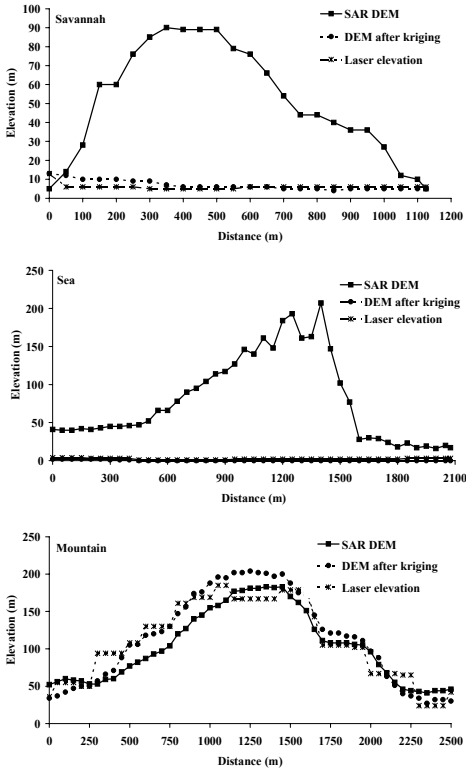 Savannah
SAR DEM
DEM after kriging
Laser elevation
Elevation (m)
100
90
80
70
60
50
40
30
20
10
0
0 100 200 300 400 500 600 700 800 900 1000 1100 1200
Distance (m)
Sea
SAR DEM
DEM after kriging
Laser elevation
Elevation (m)
250
200
150
100
50
0
0 300 600 900 1200 1500 1800 2100
Distance (m)
Mountain
SAR DEM
DEM after kriging
Laser elevation
Elevation (m)
250
200
150
100
50
0
0 250 500 750 1000 1250 1500 1750 2000 2250 2500
Distance (m)